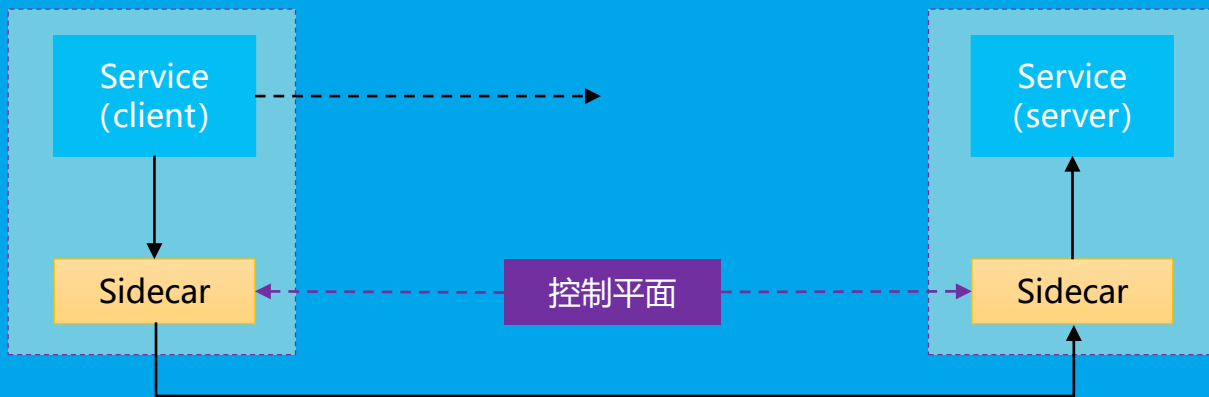 Service
(client)
Service
(server)
Sidecar
控制平面
Sidecar